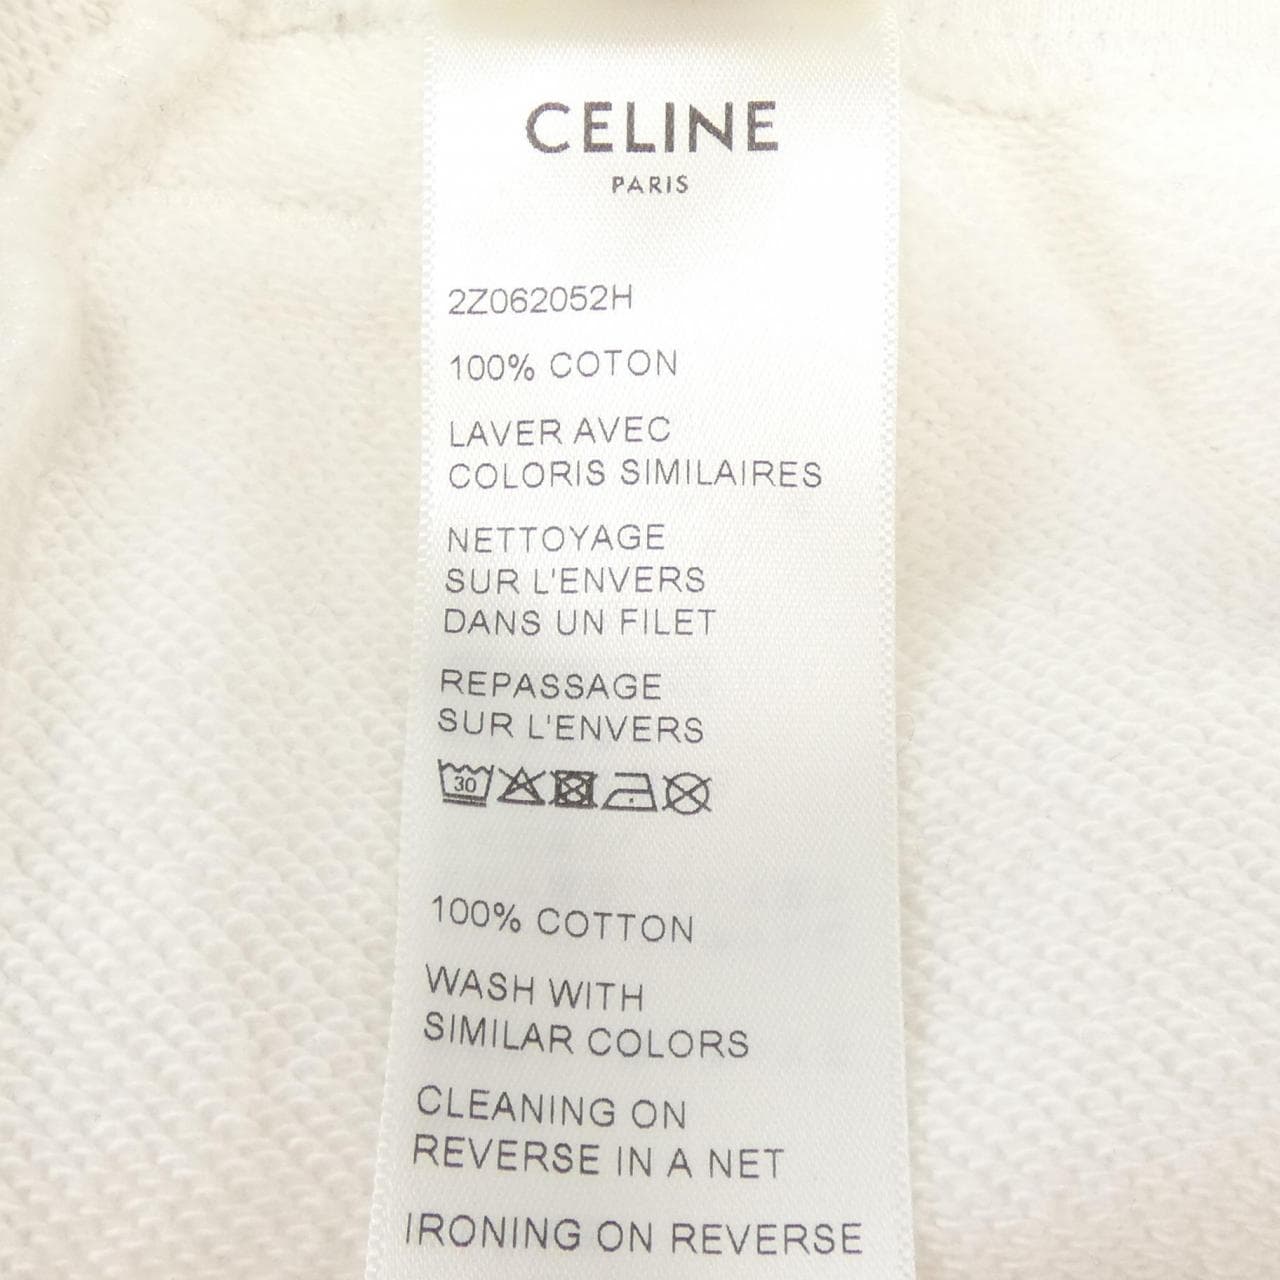 CELINE
PARIS
2Z062052H
100% COTON
LAVER AVEC
COLORIS SIMILAIRES
NETTOYAGE
SUR L'ENVERS
DANS UN FILET
REPASSAGE
SUR L'ENVERS
30
100% COTTON
WASH WITH
SIMILAR COLORS
CLEANING ON
REVERSE IN A NET
IRONING ON REVERSE